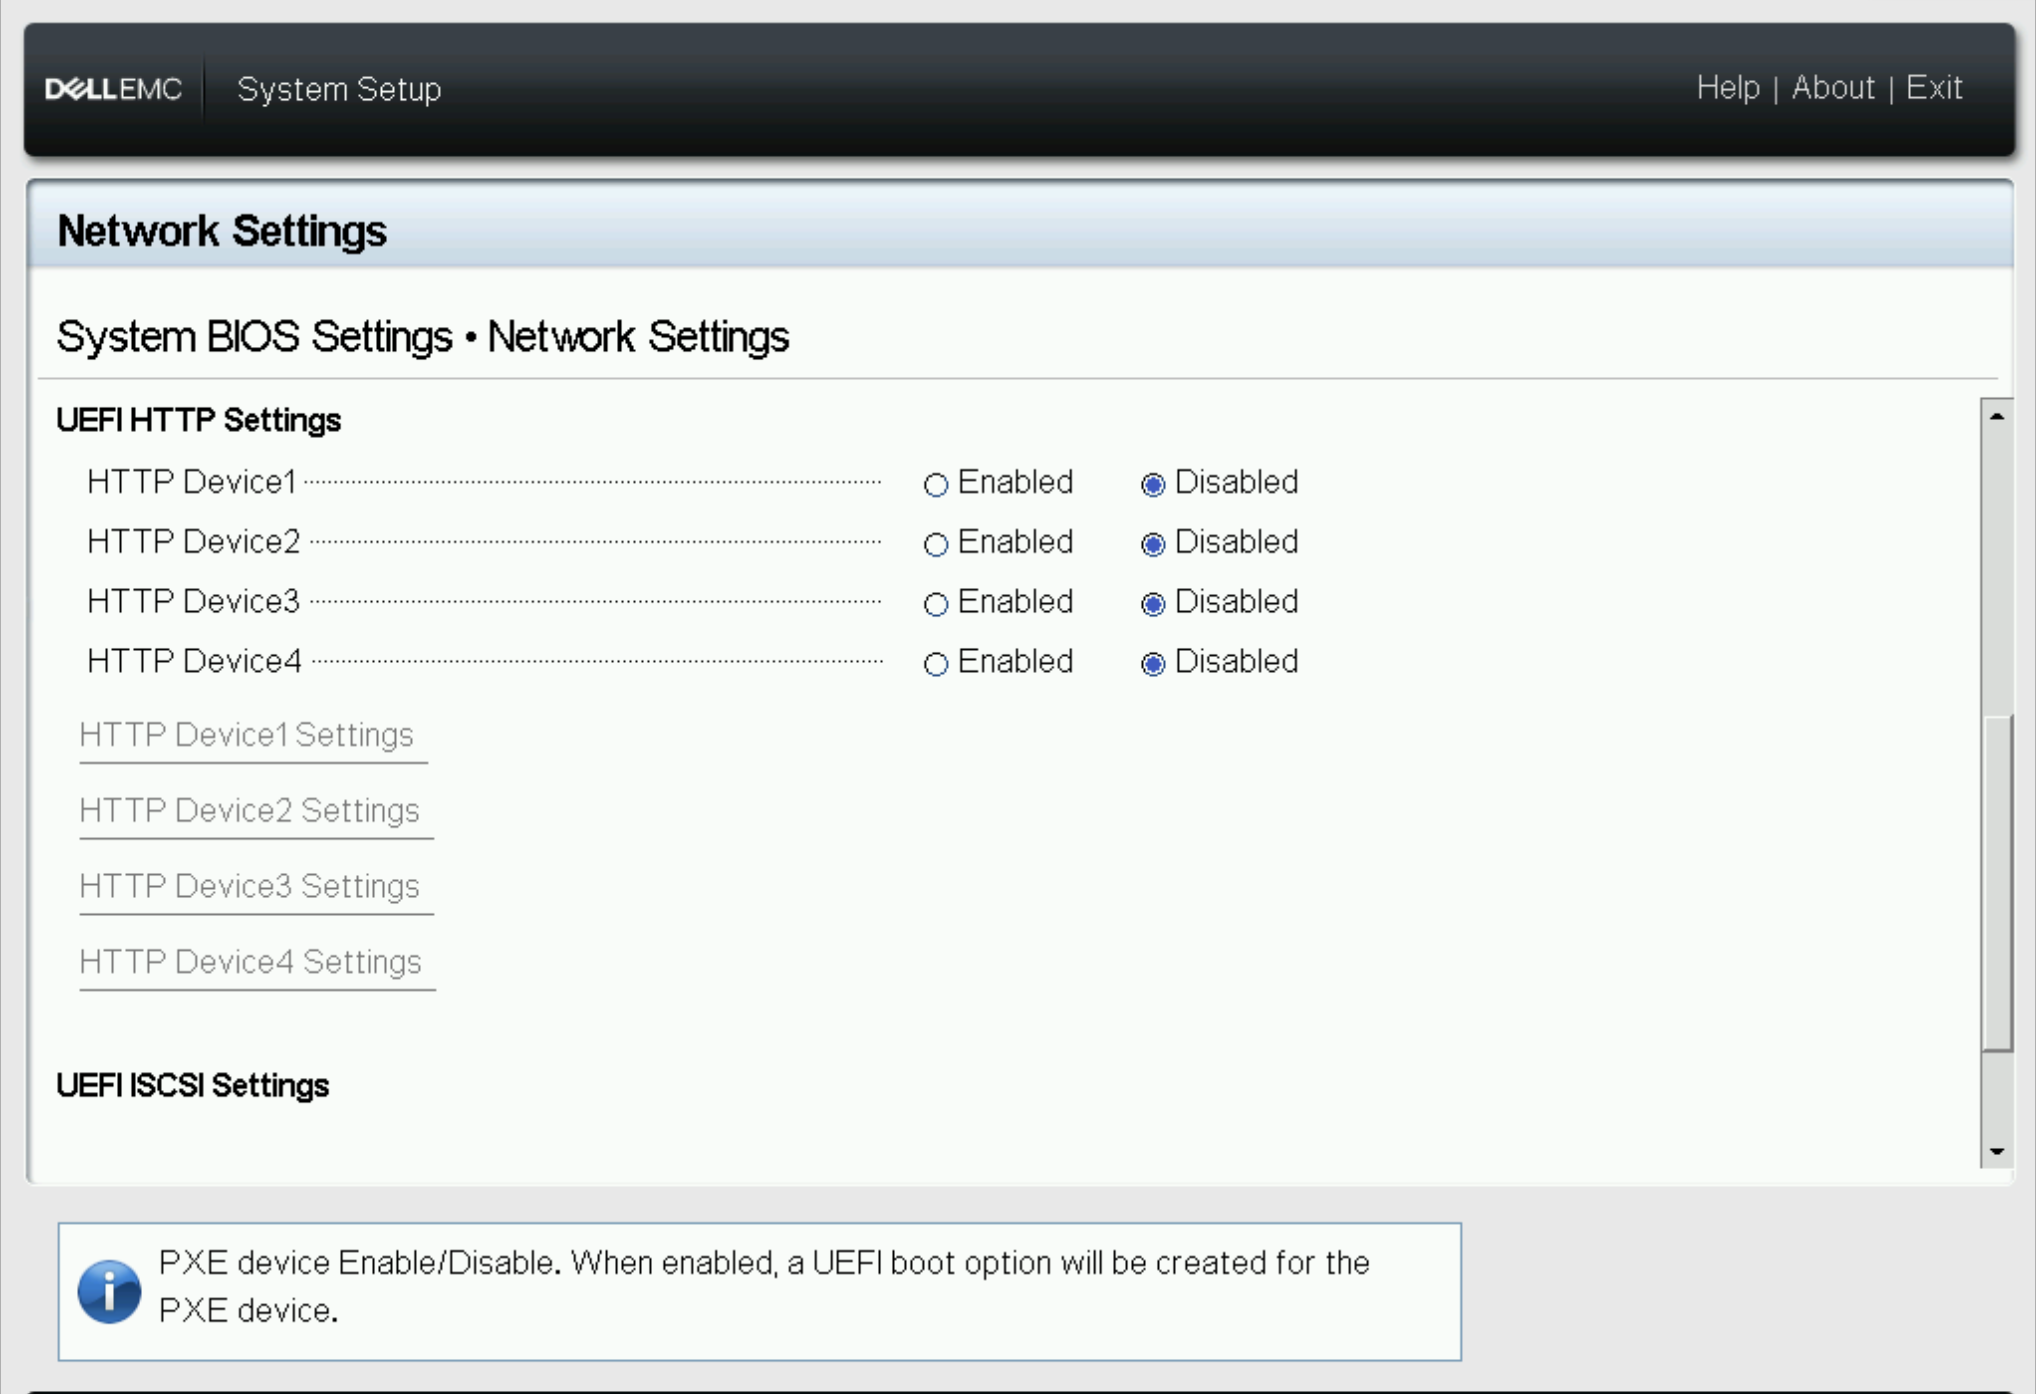 DELLEMC System Setup Help | About | Exit
Network Settings
System BIOS Settings • Network Settings
UEFI HTTP Settings
HTTP Device1 Enabled Disabled
HTTP Device2 Enabled Disabled
HTTP Device3 Enabled Disabled
HTTP Device4 Enabled Disabled
HTTP Device1 Settings
HTTP Device2 Settings
HTTP Device3 Settings
HTTP Device4 Settings
UEFI ISCSI Settings
PXE device Enable/Disable. When enabled, a UEFI boot option will be created for the
PXE device.